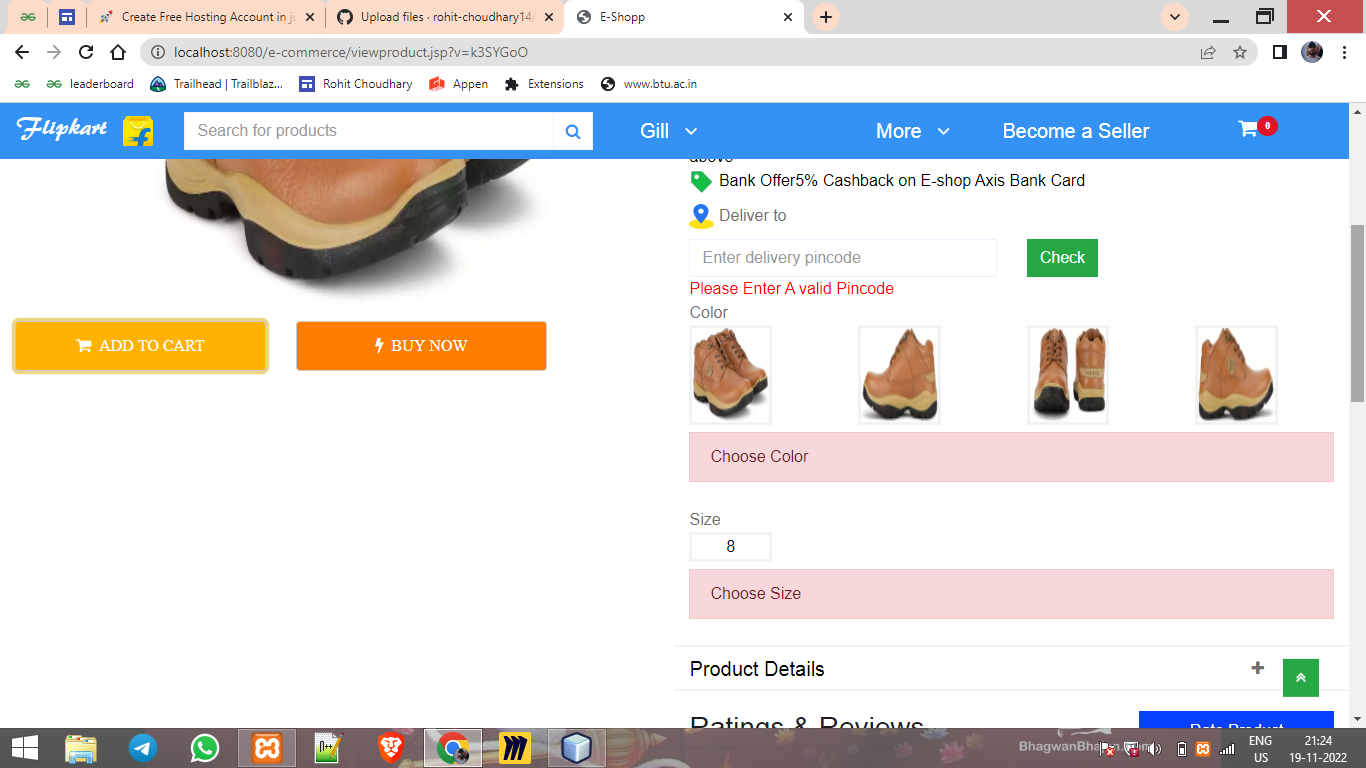 Create Free Hosting Account in ju
Upload files · rohit-choudhary14/
E-Shopp
localhost:8080/e-commerce/viewproduct.jsp?v=k3SYGoO
leaderboard
Trailhead | Trailblaz...
Rohit Choudhary
Appen
Extensions
www.btu.ac.in
Flipkart
Search for products
Gill
More
Become a Seller
0
above
Bank Offer5% Cashback on E-shop Axis Bank Card
Deliver to
Enter delivery pincode
Check
Please Enter A valid Pincode
Color
ADD TO CART
BUY NOW
Choose Color
Size
8
Choose Size
Product Details
Ratings & Reviews
Rate Product
ENG
US
21:24
19-11-2022